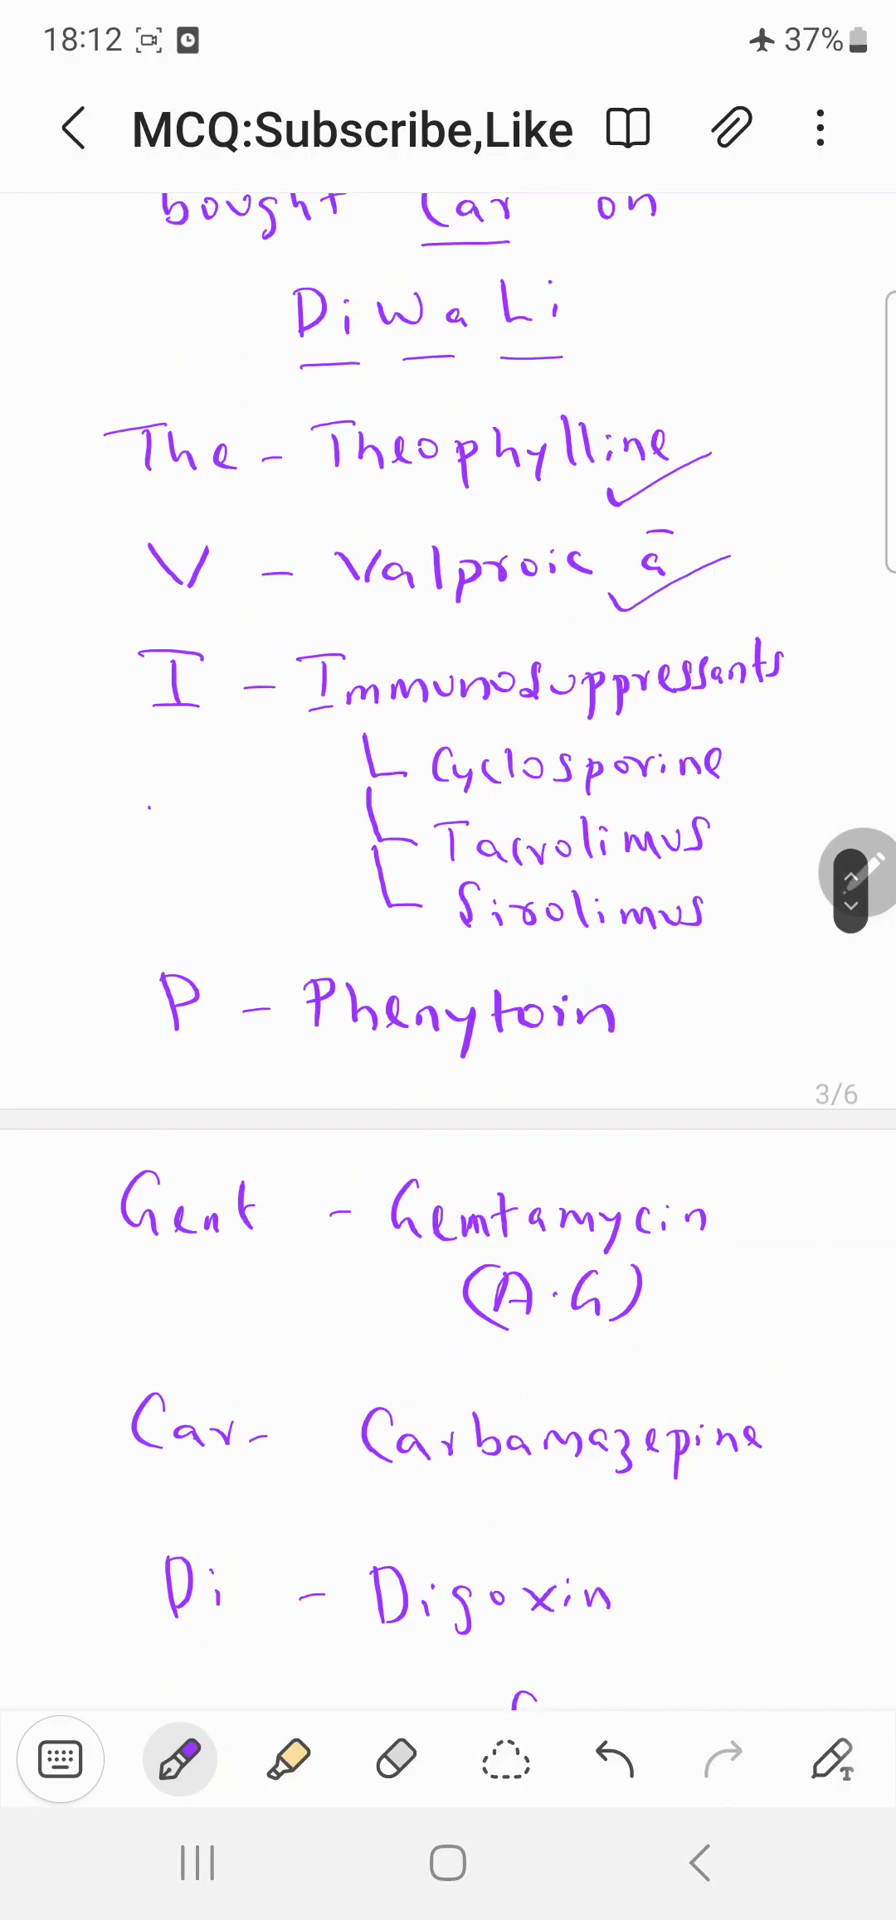 18:12 37%
MCQ:Subscribe,Like
bought Car on
DiWaLi
The - Theophylline
V - Valproic ā
I - Immunosuppressants
Cyclosporine
Tacrolimus
Sirolimus
P - Phenytoin
3/6
Gent - Gemtamycin
(A.G)
Car- Carbamazepine
Di - Digoxin
T